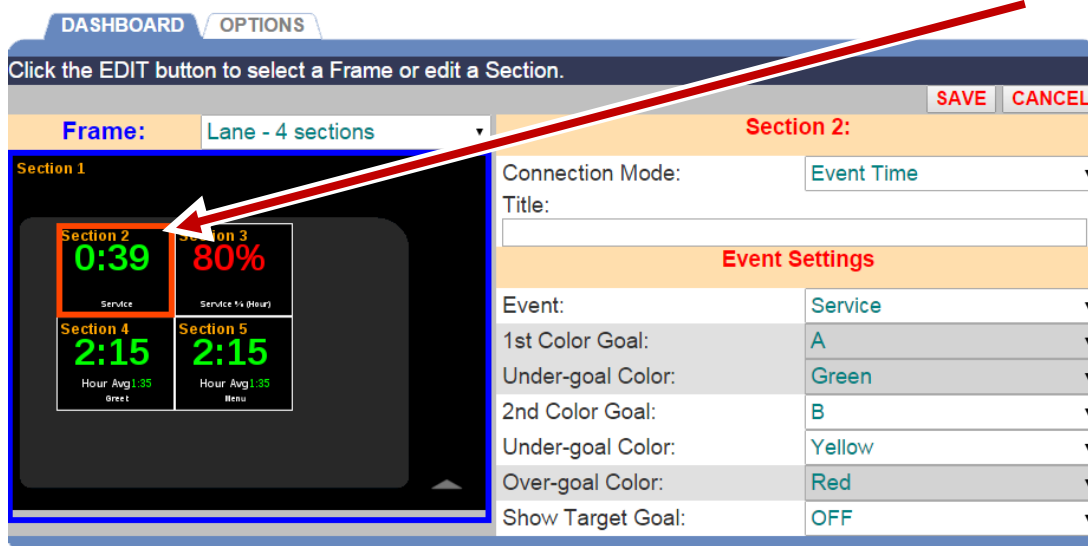 DASHBOARD OPTIONS
Click the EDIT button to select a Frame or edit a Section.
SAVE CANCEL
Frame: Lane - 4 sections
Section 1
Section 2
0:39
Service
Section 3
80%
Service % (Hour)
Section 4
2:15
Hour Avg1:35
Greet
Section 5
2:15
Hour Avg1:35
Menu
Section 2:
Connection Mode: Event Time
Title:
Event Settings
Event: Service
1st Color Goal: A
Under-goal Color: Green
2nd Color Goal: B
Under-goal Color: Yellow
Over-goal Color: Red
Show Target Goal: OFF